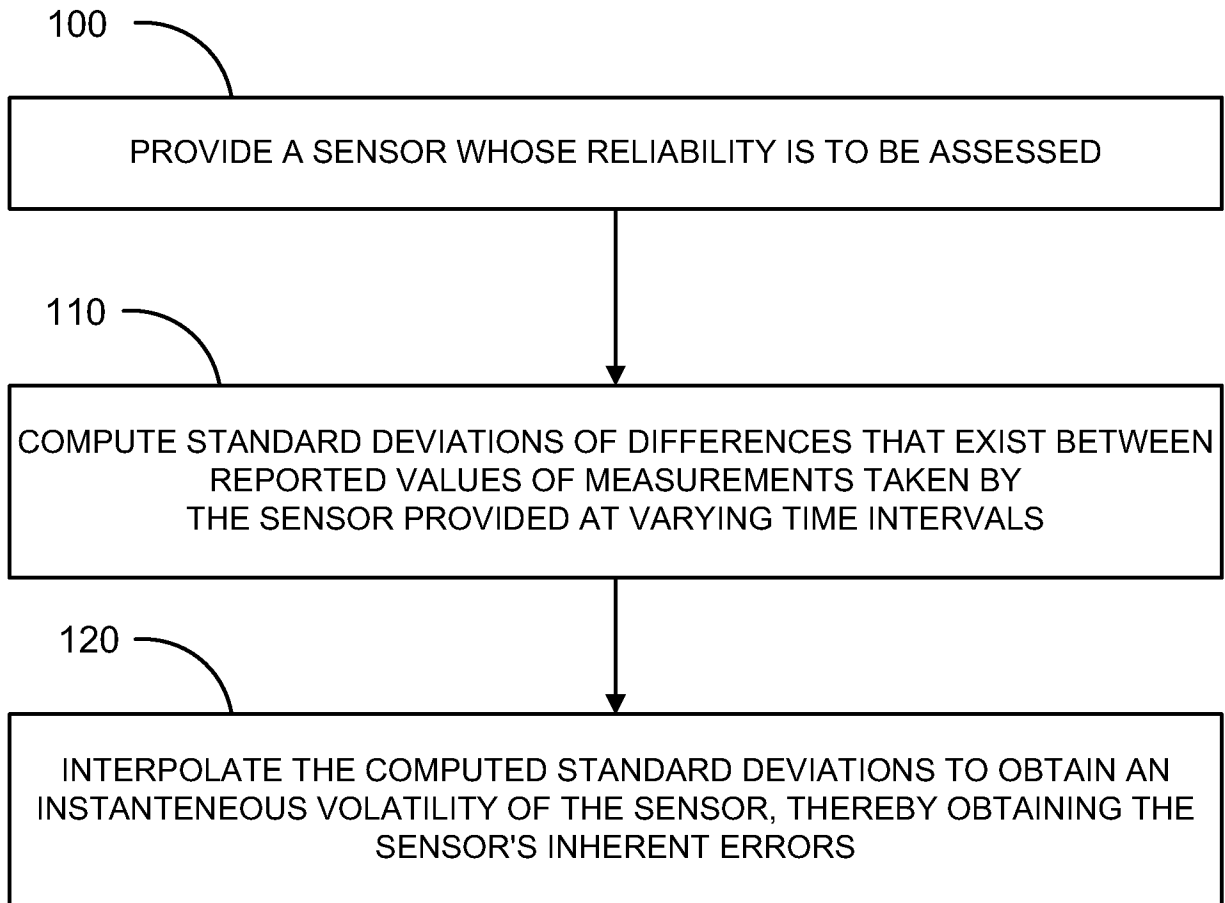 100
PROVIDE A SENSOR WHOSE RELIABILITY IS TO BE ASSESSED
110
COMPUTE STANDARD DEVIATIONS OF DIFFERENCES THAT EXIST BETWEEN
REPORTED VALUES OF MEASUREMENTS TAKEN BY
THE SENSOR PROVIDED AT VARYING TIME INTERVALS
120
INTERPOLATE THE COMPUTED STANDARD DEVIATIONS TO OBTAIN AN
INSTANTENEOUS VOLATILITY OF THE SENSOR, THEREBY OBTAINING THE
SENSOR'S INHERENT ERRORS